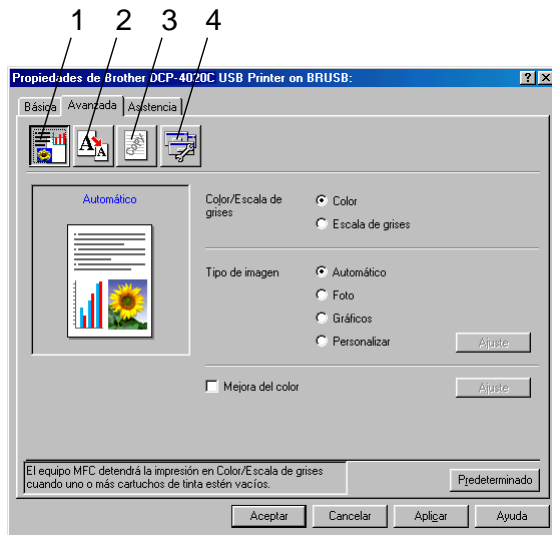 1 2 3 4
Propiedades de Brother DCP-4020C USB Printer on BRUSB:
Básica Avanzada Asistencia
A A COPY
Automático
Color/Escala de grises
Color
Escala de grises
Tipo de imagen
Automático
Foto
Gráficos
Personalizar
Ajuste
Mejora del color
Ajuste
El equipo MFC detendrá la impresión en Color/Escala de grises
cuando uno o más cartuchos de tinta estén vacíos.
Predeterminado
Aceptar Cancelar Aplicar Ayuda